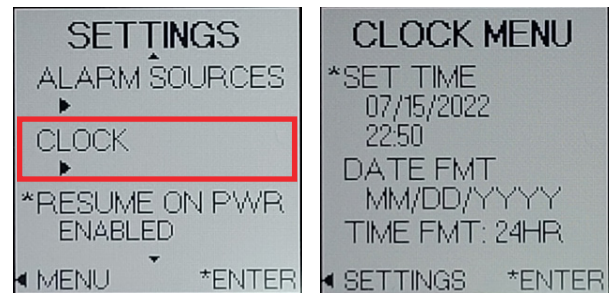 SETTINGS
ALARM SOURCES
CLOCK
*RESUME ON PWR
ENABLED
MENU *ENTER
CLOCK MENU
*SET TIME
07/15/2022
22:50
DATE FMT
MM/DD/YYYY
TIME FMT: 24HR
SETTINGS *ENTER